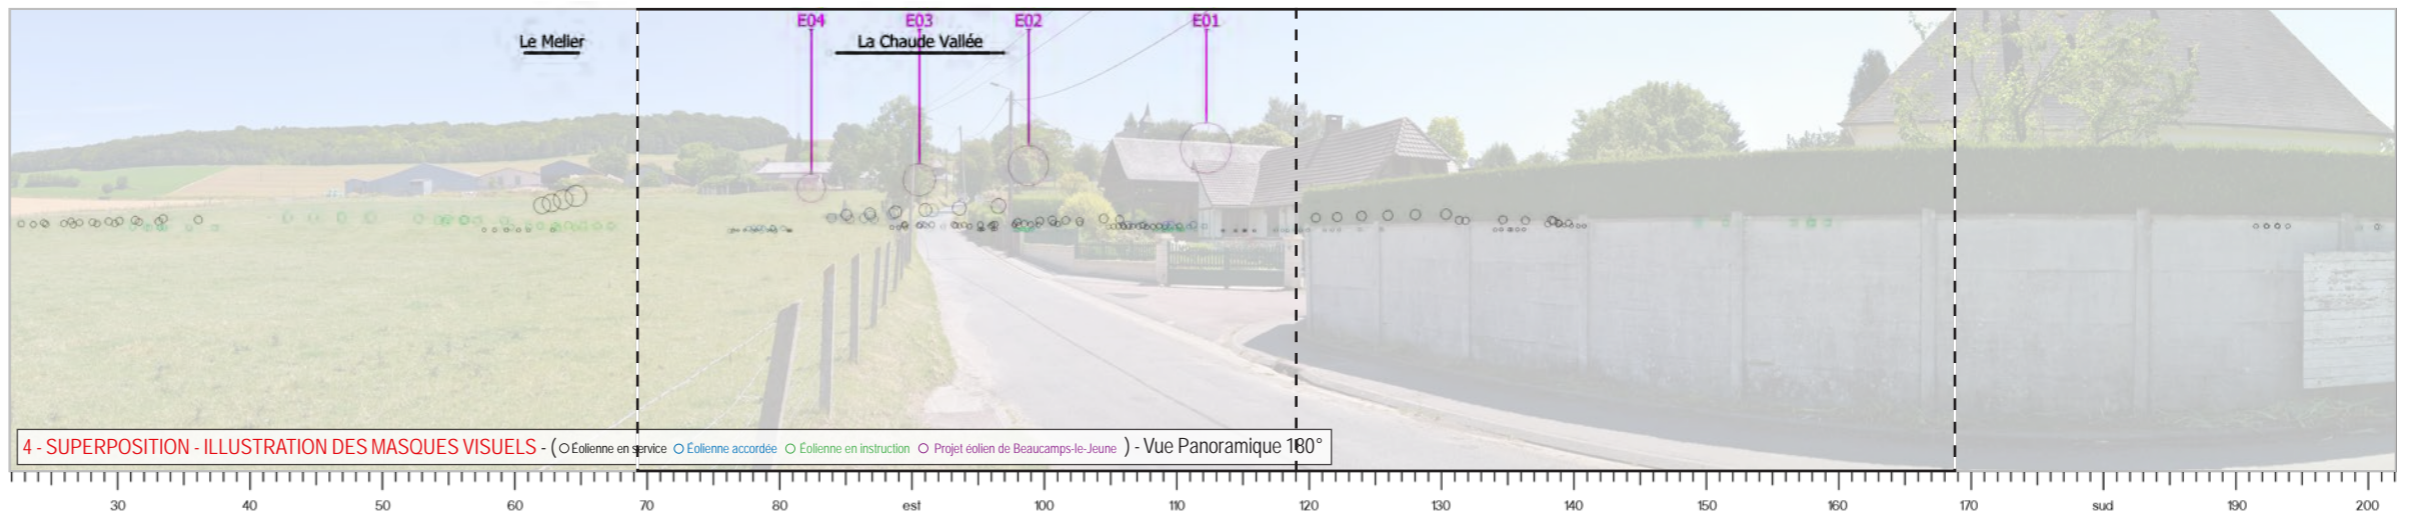 E04 E03 E02 E01
Le Melier La Chaude Vallée
4 - SUPERPOSITION - ILLUSTRATION DES MASQUES VISUELS - ( Éolienne en service Éolienne accordée Éolienne en instruction Projet éolien de Beaucamps-le-Jeune ) - Vue Panoramique 180°
30 40 50 60 70 80 est 100 110 120 130 140 150 160 170 sud 190 200